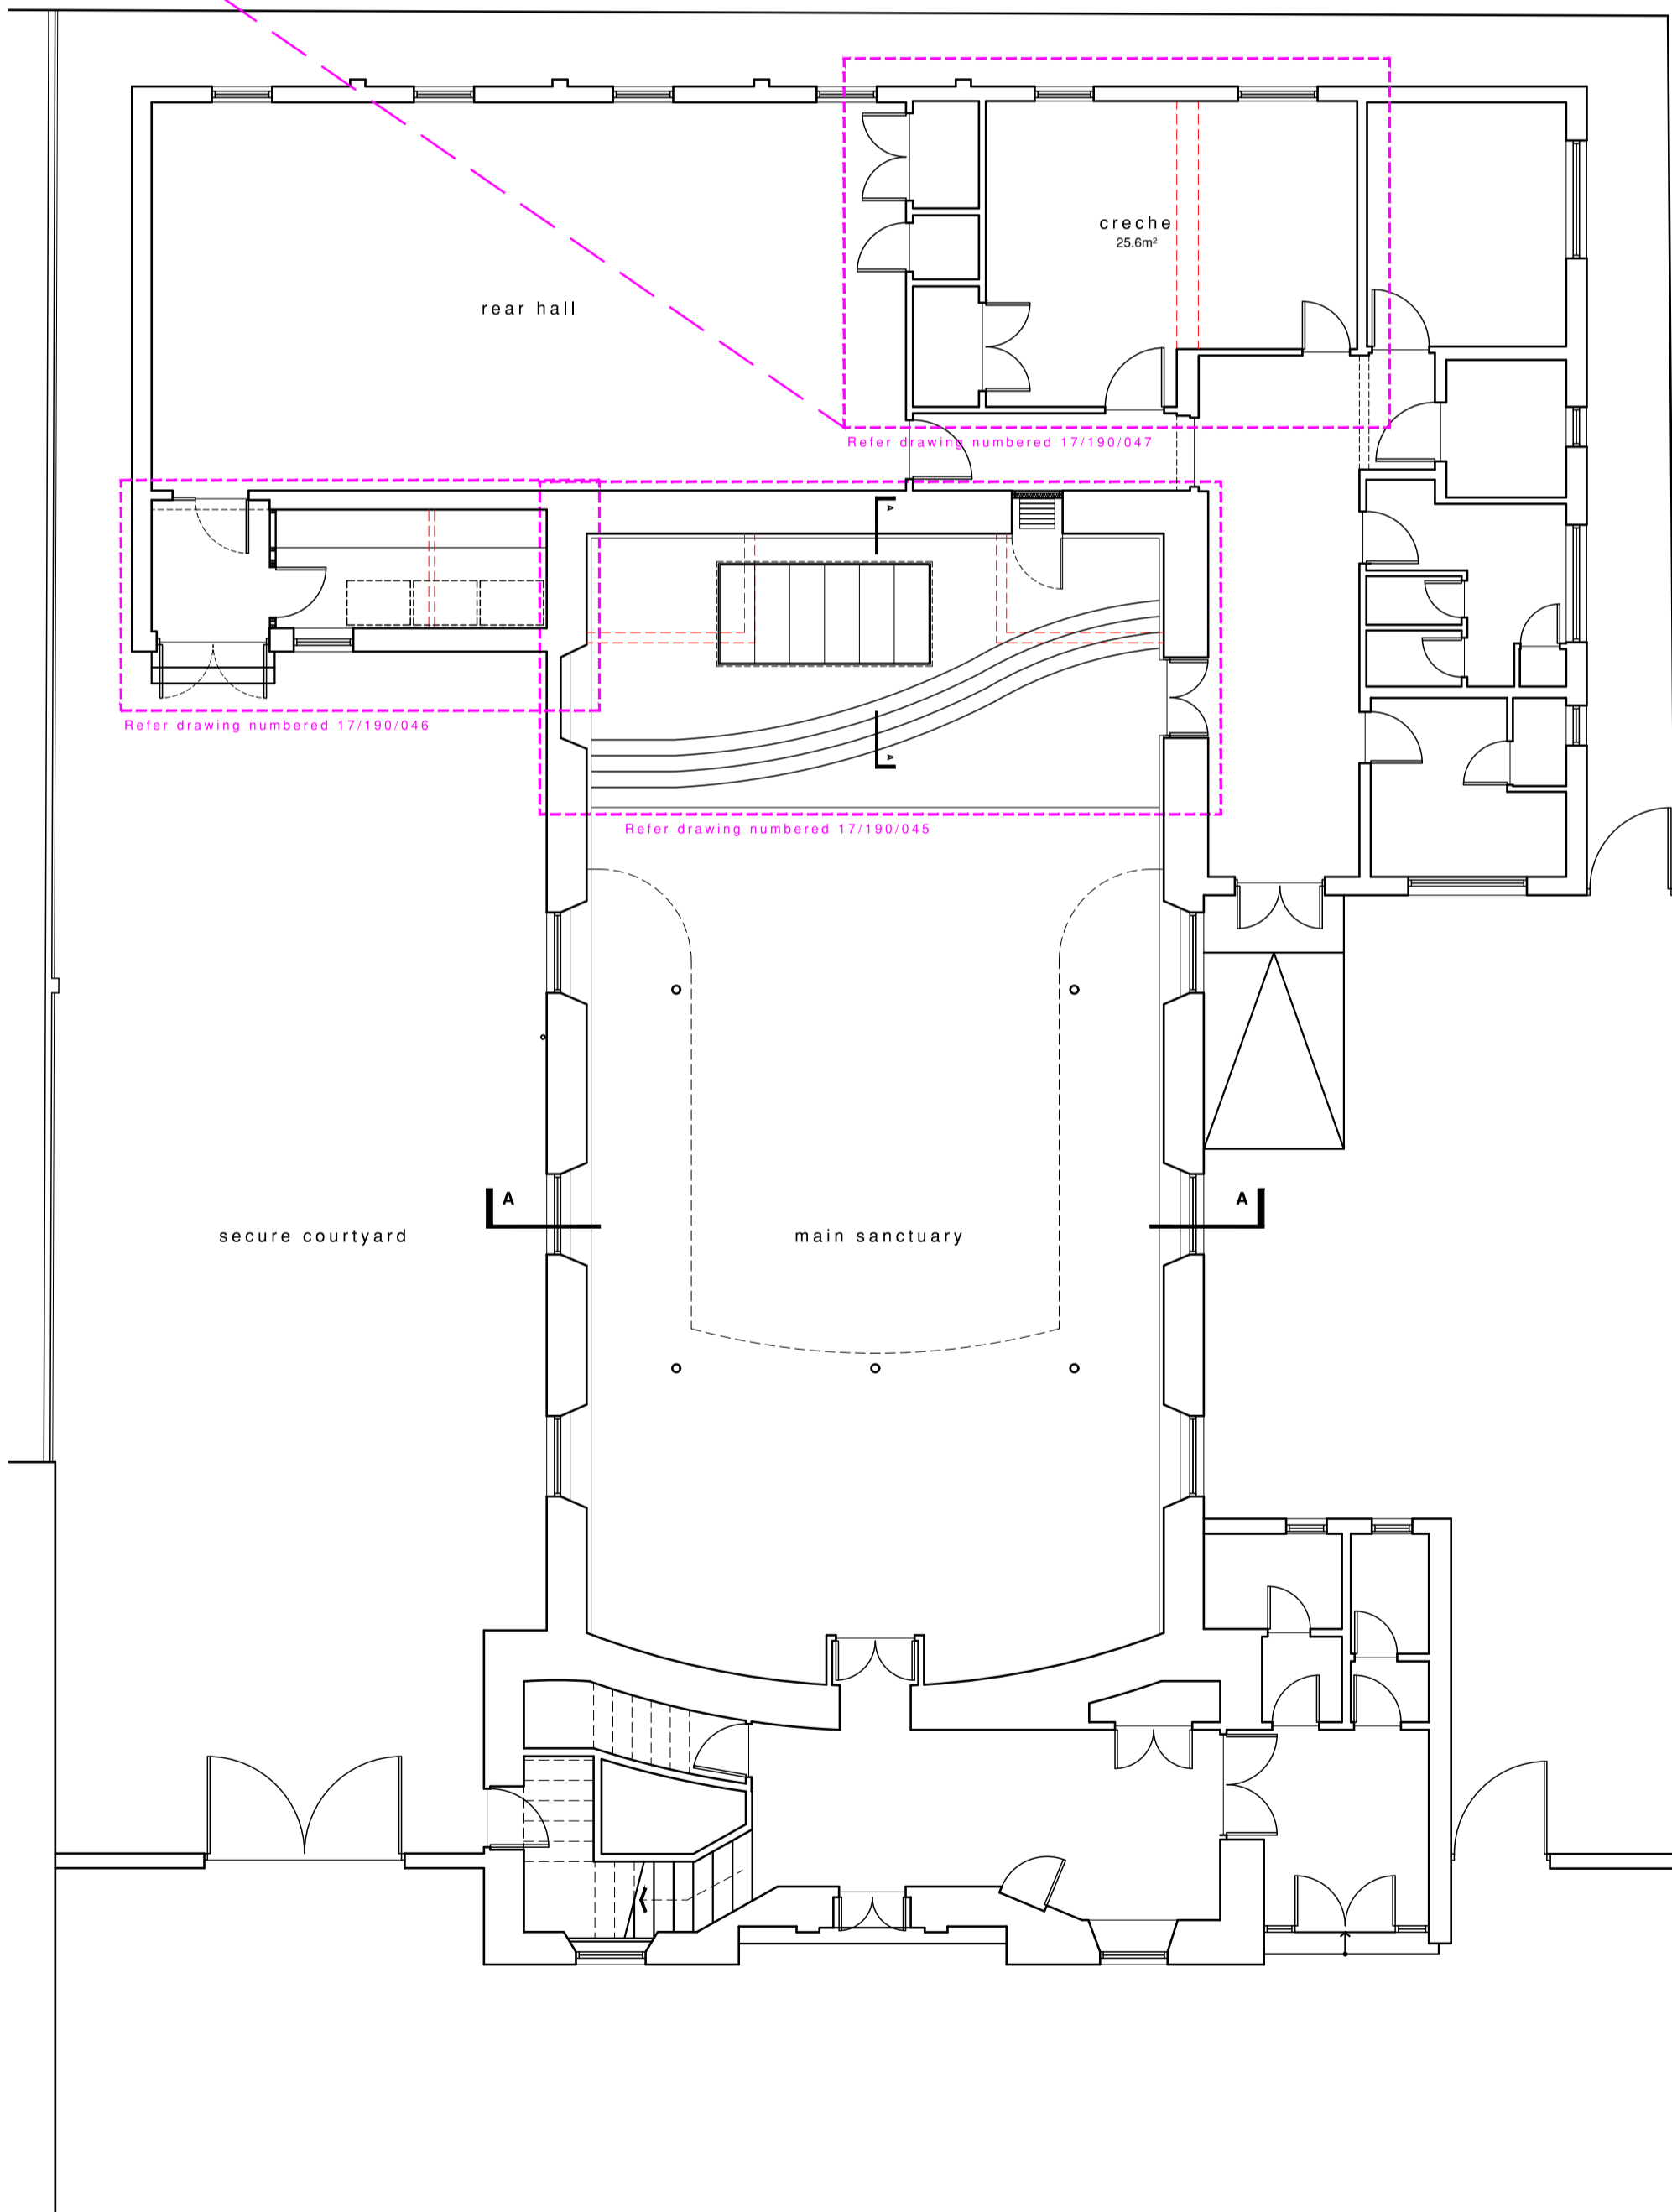 creche
25.6m²
rear hall
Refer drawing numbered 17/190/047
A
A
Refer drawing numbered 17/190/046
Refer drawing numbered 17/190/045
A
A
secure courtyard
main sanctuary